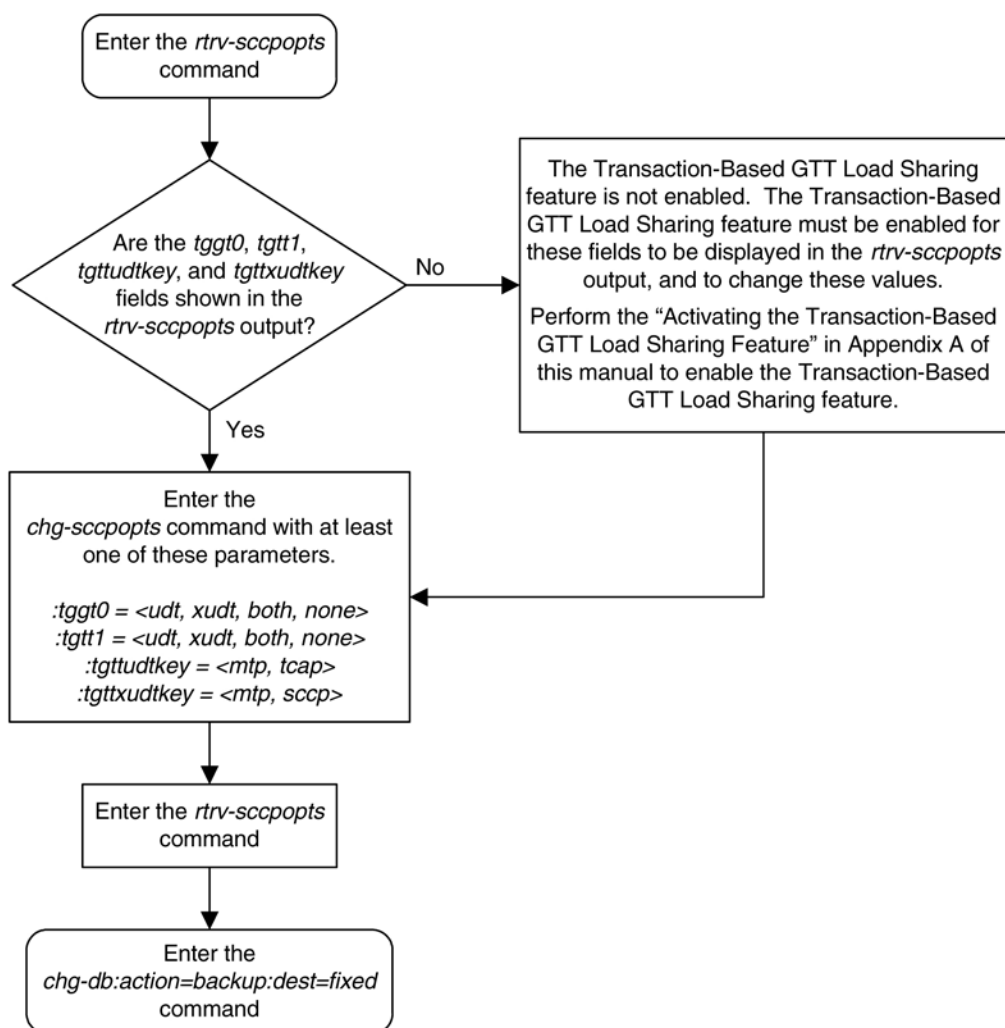 Enter the rtrv-sccpopts
command
Are the tggt0, tgtt1,
tgttudtkey, and tgttxudtkey
fields shown in the
rtrv-sccpopts output?
No
The Transaction-Based GTT Load Sharing
feature is not enabled. The Transaction-Based
GTT Load Sharing feature must be enabled for
these fields to be displayed in the rtrv-sccpopts
output, and to change these values.
Perform the “Activating the Transaction-Based
GTT Load Sharing Feature” in Appendix A of
this manual to enable the Transaction-Based
GTT Load Sharing feature.
Yes
Enter the
chg-sccpopts command with at least
one of these parameters.
:tggt0 = <udt, xudt, both, none>
:tgtt1 = <udt, xudt, both, none>
:tgttudtkey = <mtp, tcap>
:tgttxudtkey = <mtp, sccp>
Enter the rtrv-sccpopts
command
Enter the
chg-db:action=backup:dest=fixed
command